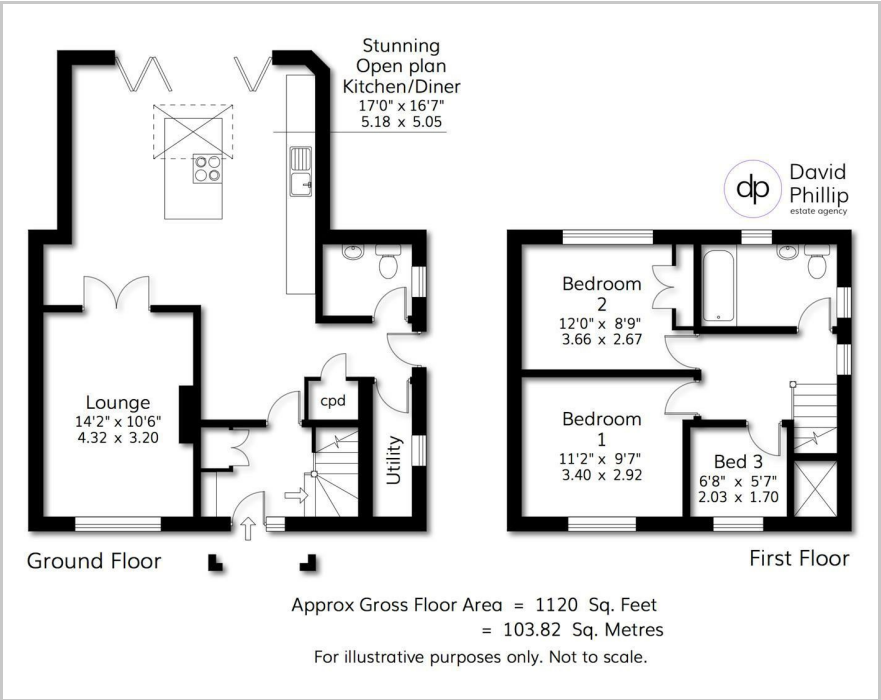 Stunning
Open plan
Kitchen/Diner
17'0" x 16'7"
5.18 x 5.05
dp
David
Phillip
estate agency
Lounge
14'2" x 10'6"
4.32 x 3.20
cpd
Utility
Bedroom
2
12'0" x 8'9"
3.66 x 2.67
Bedroom
1
11'2" x 9'7"
3.40 x 2.92
Bed 3
6'8" x 5'7"
2.03 x 1.70
Ground Floor
First Floor
Approx Gross Floor Area = 1120 Sq. Feet
= 103.82 Sq. Metres
For illustrative purposes only. Not to scale.